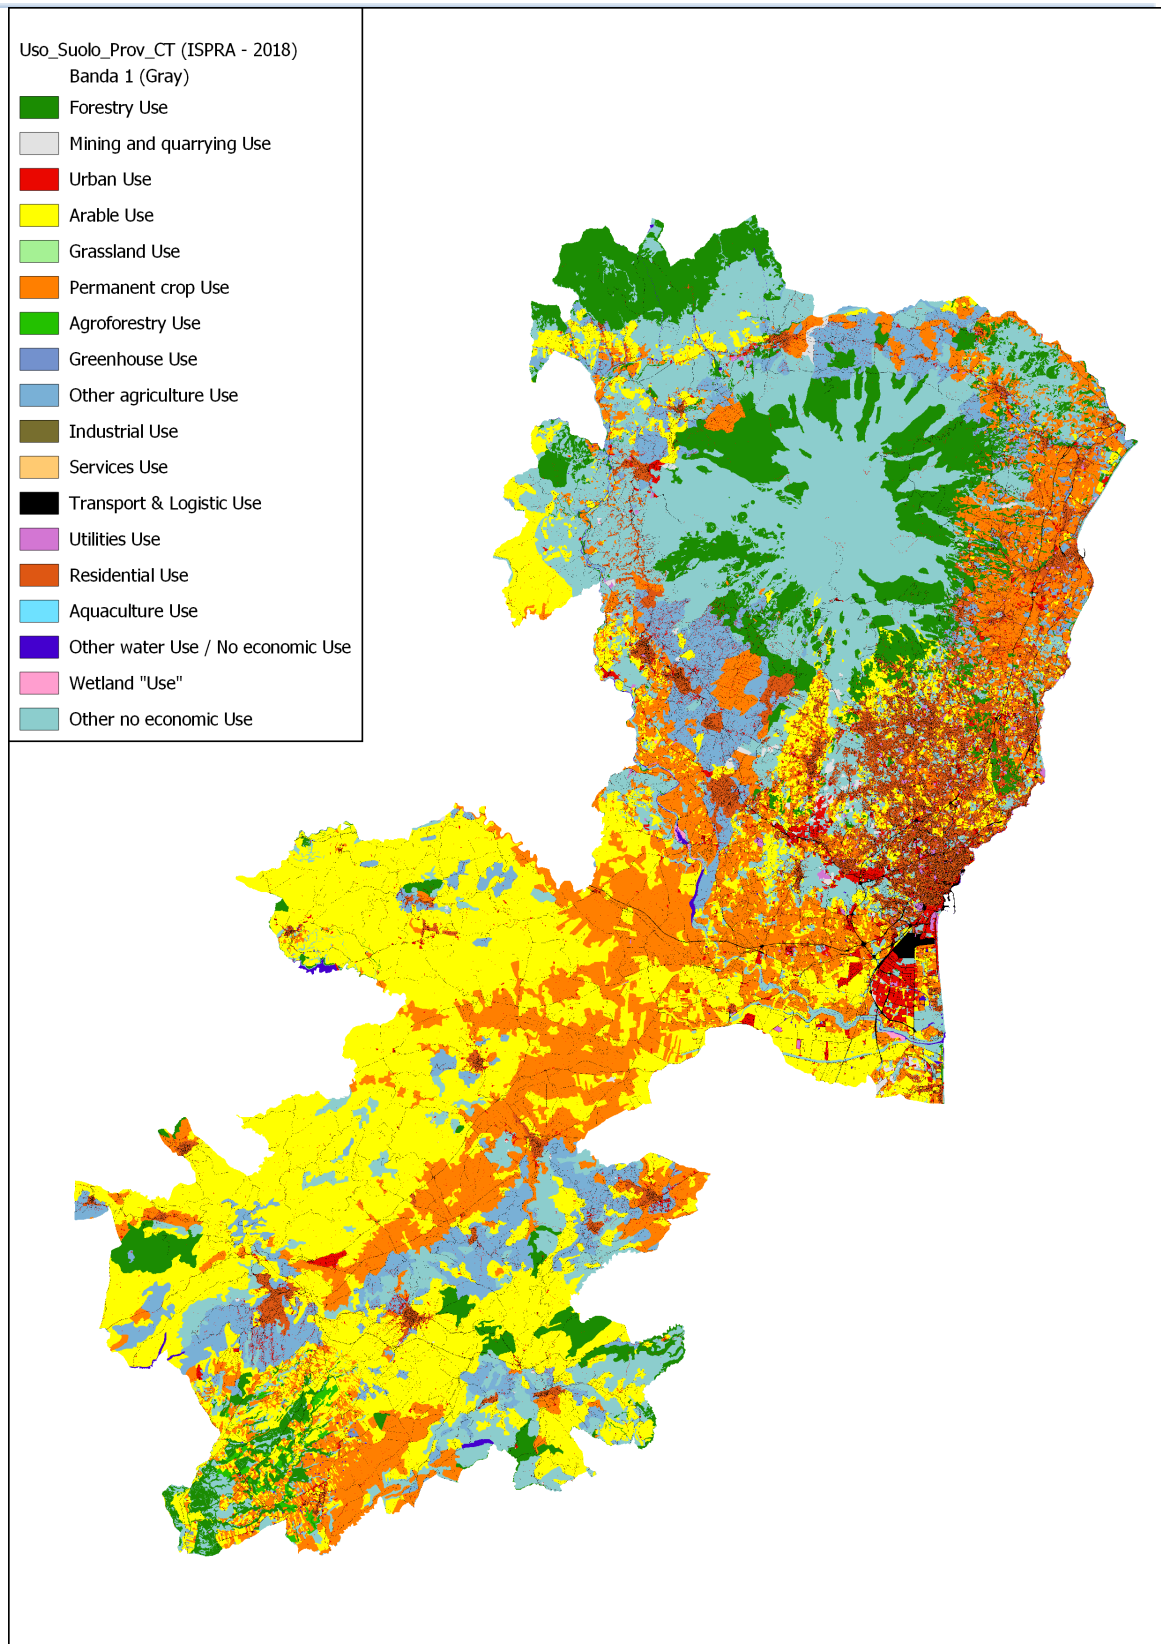 Uso_Suolo_Prov_CT (ISPRA - 2018)
Banda 1 (Gray)
Forestry Use
Mining and quarrying Use
Urban Use
Arable Use
Grassland Use
Permanent crop Use
Agroforestry Use
Greenhouse Use
Other agriculture Use
Industrial Use
Services Use
Transport & Logistic Use
Utilities Use
Residential Use
Aquaculture Use
Other water Use / No economic Use
Wetland "Use"
Other no economic Use